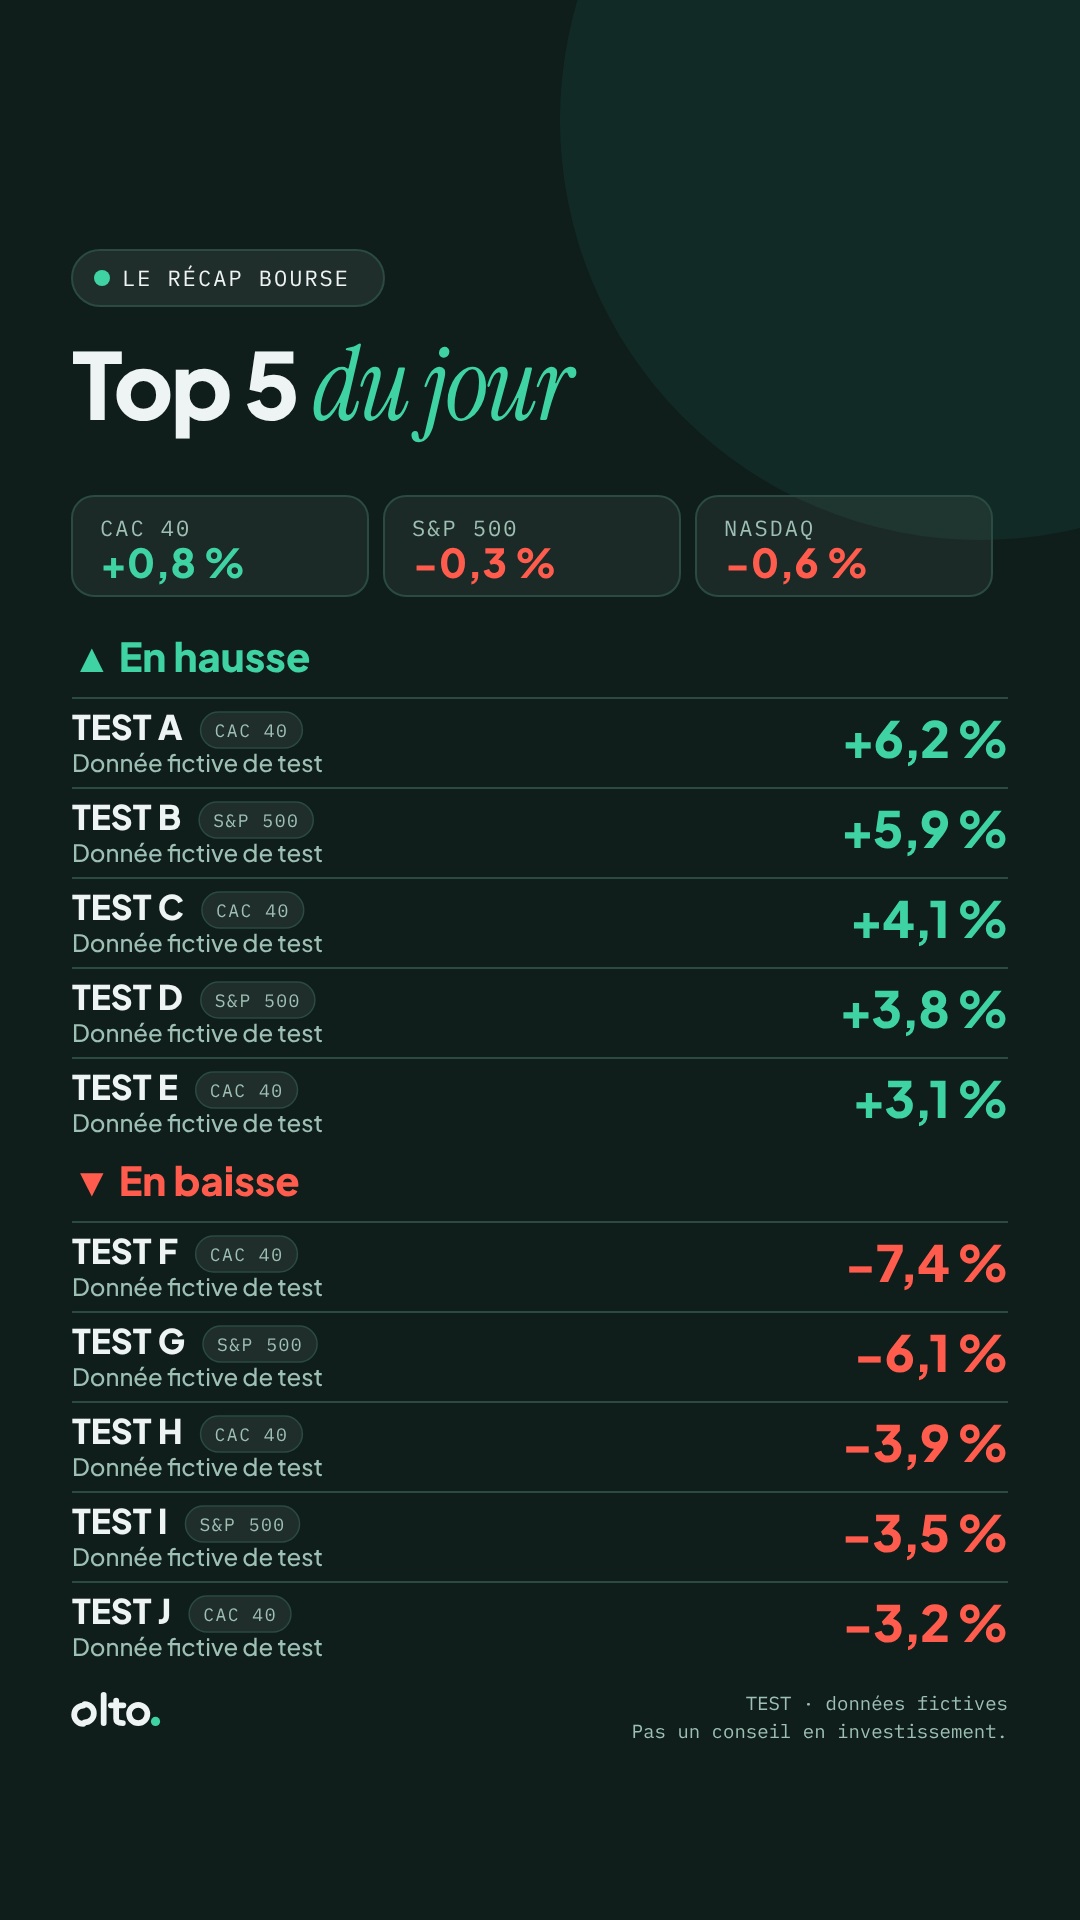 LE RÉCAP BOURSE
Top 5 du jour
CAC 40
+0,8 %
S&P 500
−0,3 %
NASDAQ
−0,6 %
▲ En hausse
TEST A CAC 40
Donnée fictive de test
+6,2 %
TEST B S&P 500
Donnée fictive de test
+5,9 %
TEST C CAC 40
Donnée fictive de test
+4,1 %
TEST D S&P 500
Donnée fictive de test
+3,8 %
TEST E CAC 40
Donnée fictive de test
+3,1 %
▼ En baisse
TEST F CAC 40
Donnée fictive de test
−7,4 %
TEST G S&P 500
Donnée fictive de test
−6,1 %
TEST H CAC 40
Donnée fictive de test
−3,9 %
TEST I S&P 500
Donnée fictive de test
−3,5 %
TEST J CAC 40
Donnée fictive de test
−3,2 %
olto.
TEST · données fictives
Pas un conseil en investissement.